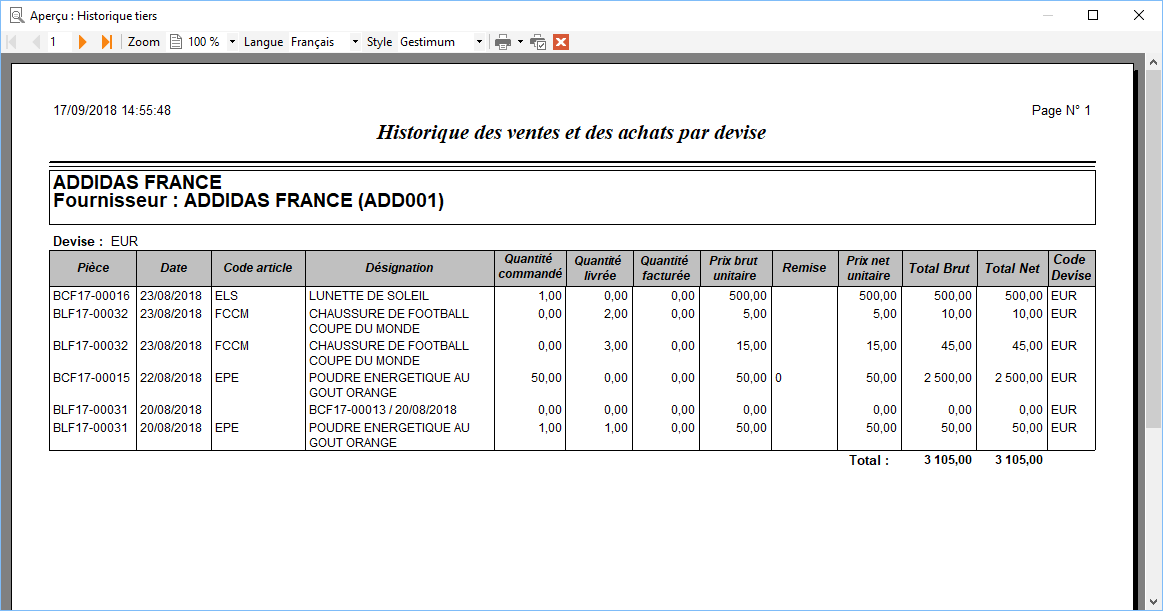 Aperçu : Historique tiers
1 Zoom 100 % Langue Français Style Gestimum
17/09/2018 14:55:48 Page N° 1
Historique des ventes et des achats par devise
ADDIDAS FRANCE
Fournisseur : ADDIDAS FRANCE (ADD001)
Devise : EUR
Pièce Date Code article Désignation Quantité commandé Quantité livrée Quantité facturée Prix brut unitaire Remise Prix net unitaire Total Brut Total Net Code Devise
BCF17-00016 23/08/2018 ELS LUNETTE DE SOLEIL 1,00 0,00 0,00 500,00 500,00 500,00 500,00 EUR
BLF17-00032 23/08/2018 FCCM CHAUSSURE DE FOOTBALL 0,00 2,00 0,00 5,00 5,00 10,00 10,00 EUR
COUPE DU MONDE
BLF17-00032 23/08/2018 FCCM CHAUSSURE DE FOOTBALL 0,00 3,00 0,00 15,00 15,00 45,00 45,00 EUR
COUPE DU MONDE
BCF17-00015 22/08/2018 EPE POUDRE ENERGETIQUE AU 50,00 0,00 0,00 50,00 0 50,00 2 500,00 2 500,00 EUR
GOUT ORANGE
BLF17-00031 20/08/2018 BCF17-00013 / 20/08/2018 0,00 0,00 0,00 0,00 0,00 0,00 0,00 EUR
BLF17-00031 20/08/2018 EPE POUDRE ENERGETIQUE AU 1,00 1,00 0,00 50,00 50,00 50,00 50,00 EUR
GOUT ORANGE
Total : 3 105,00 3 105,00